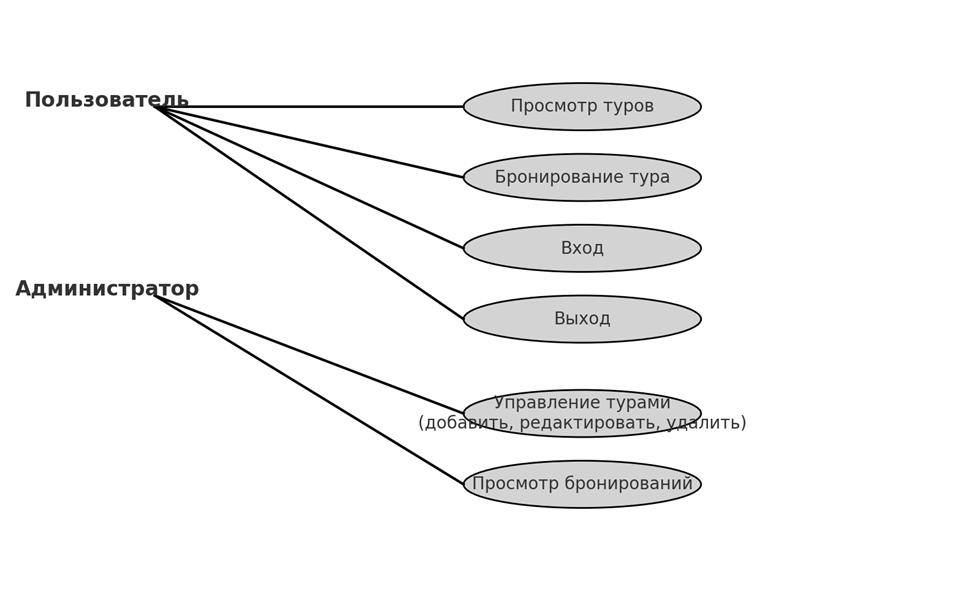 Пользователь
Просмотр туров
Бронирование тура
Вход
Администратор
Выход
Управление турами
(добавить, редактировать, удалить)
Просмотр бронирований